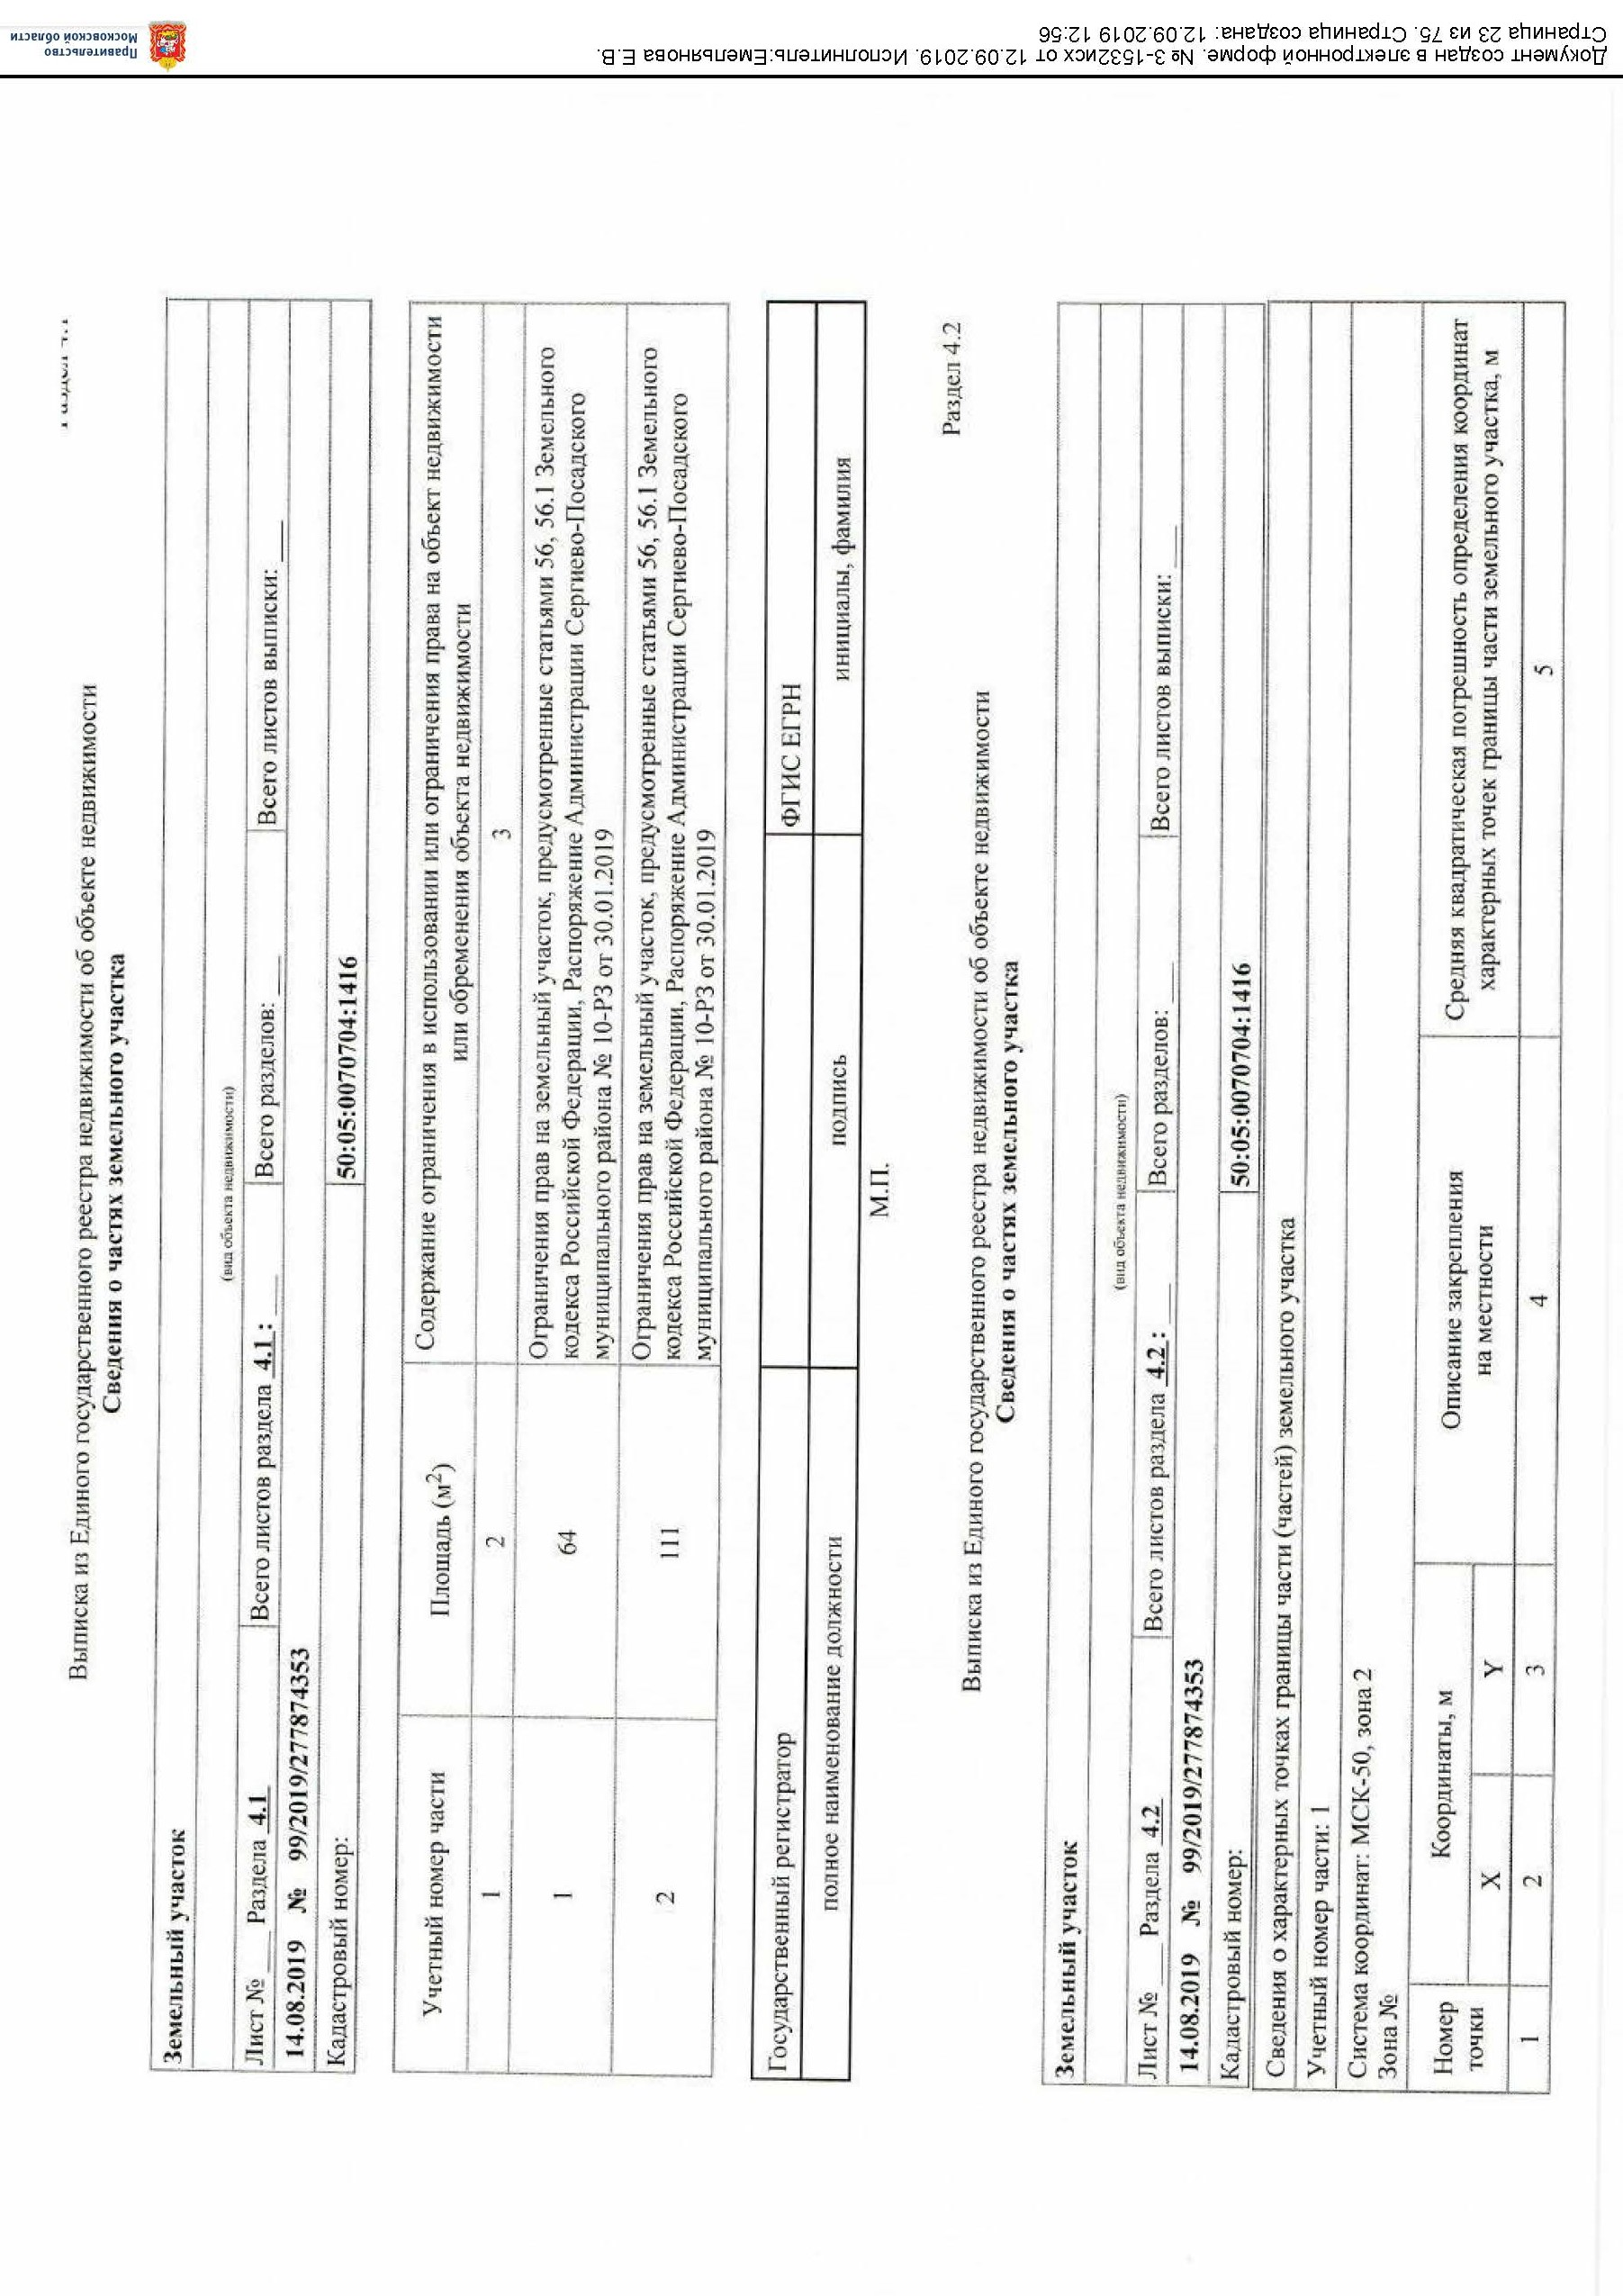 Документ создан в электронной форме. № 3-1532исх от 12.09.2019. Исполнитель:Емельянова Е.В.
Страница 23 из 75. Страница создана: 12.09.2019 12:56
Правительство
Московской области
Выписка из Единого государственного реестра недвижимости об объекте недвижимости
Сведения о частях земельного участка
Земельный участок
(вид объекта недвижимости)
Лист № ___ Раздела 4.1 Всего листов раздела 4.1 : ___ Всего разделов: ___ Всего листов выписки: ___
14.08.2019 № 99/2019/277874353
Кадастровый номер: 50:05:0070704:1416
Учетный номер части Площадь (м²) Содержание ограничения в использовании или ограничения права на объект недвижимости
или обременения объекта недвижимости
1 2 3
1 64 Ограничения прав на земельный участок, предусмотренные статьями 56, 56.1 Земельного
кодекса Российской Федерации, Распоряжение Администрации Сергиево-Посадского
муниципального района № 10-РЗ от 30.01.2019
2 111 Ограничения прав на земельный участок, предусмотренные статьями 56, 56.1 Земельного
кодекса Российской Федерации, Распоряжение Администрации Сергиево-Посадского
муниципального района № 10-РЗ от 30.01.2019
Государственный регистратор ФГИС ЕГРН
полное наименование должности подпись инициалы, фамилия
М.П.
Раздел 4.2
Выписка из Единого государственного реестра недвижимости об объекте недвижимости
Сведения о частях земельного участка
Земельный участок
(вид объекта недвижимости)
Лист № ___ Раздела 4.2 Всего листов раздела 4.2 : ___ Всего разделов: ___ Всего листов выписки: ___
14.08.2019 № 99/2019/277874353
Кадастровый номер: 50:05:0070704:1416
Сведения о характерных точках границы части (частей) земельного участка
Учетный номер части: 1
Система координат: МСК-50, зона 2
Зона №
Номер
точки
Координаты, м
X Y
Описание закрепления
на местности
Средняя квадратическая погрешность определения координат
характерных точек границы части земельного участка, м
1 2 3 4 5